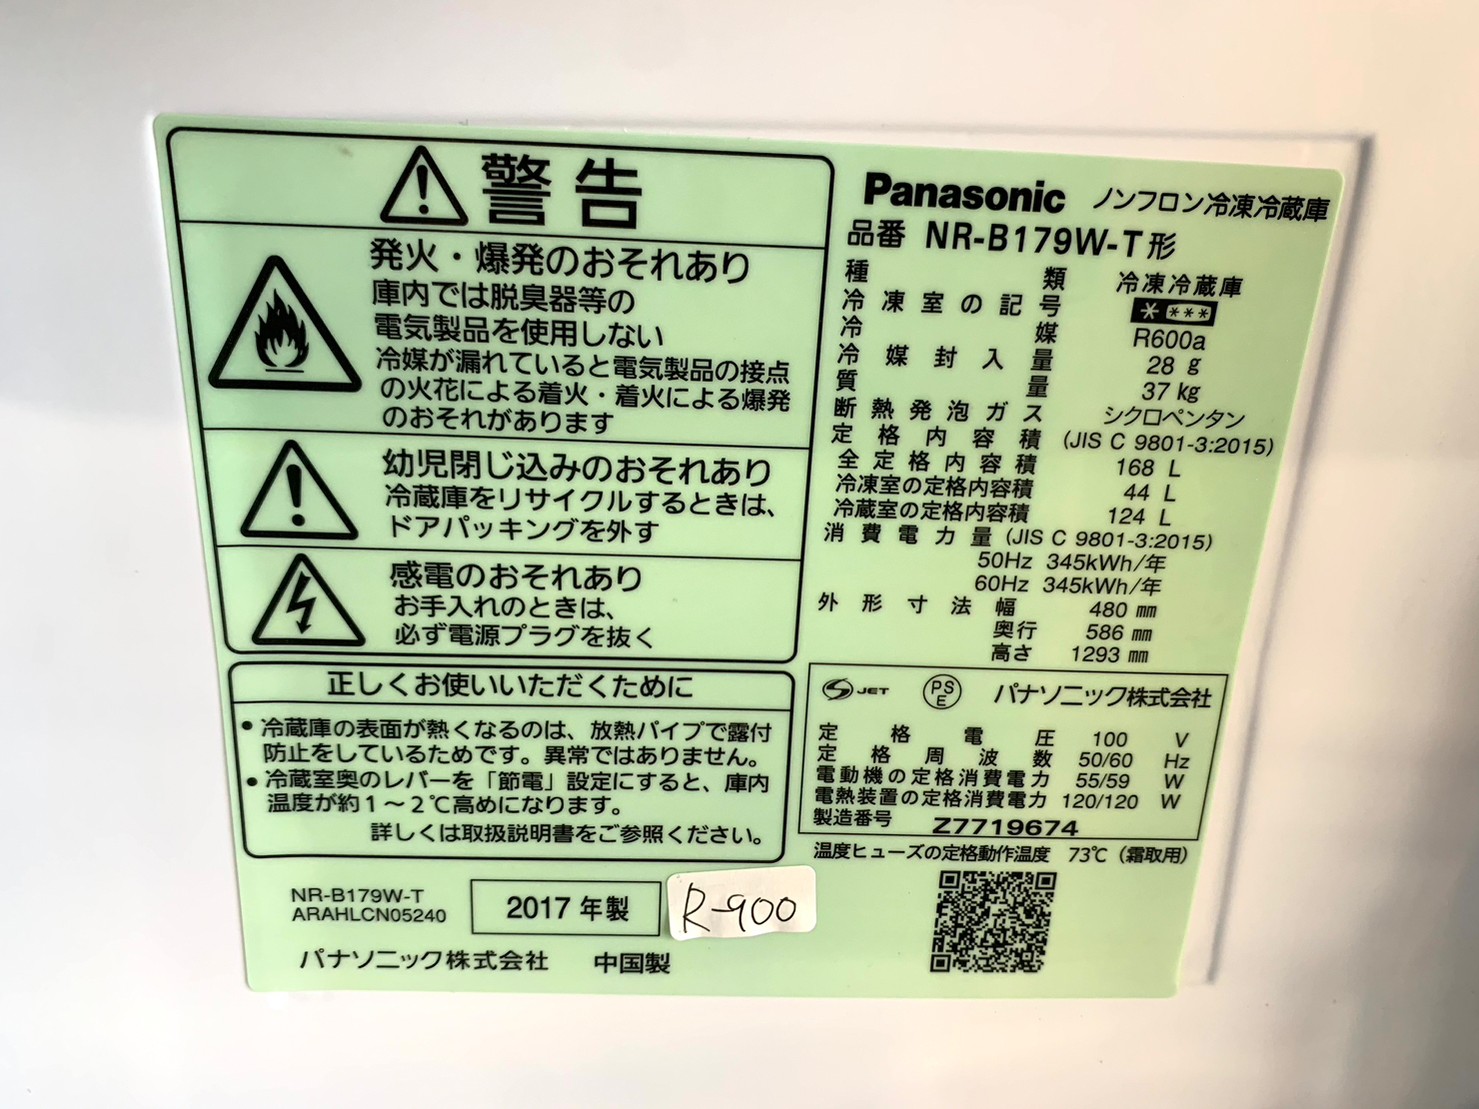 警告
発火・爆発のおそれあり
庫内では脱臭器等の
電気製品を使用しない
冷媒が漏れていると電気製品の接点
の火花による着火・着火による爆発
のおそれがあります
幼児閉じ込みのおそれあり
冷蔵庫をリサイクルするときは、
ドアパッキングを外す
感電のおそれあり
お手入れのときは、
必ず電源プラグを抜く
正しくお使いいただくために
• 冷蔵庫の表面が熱くなるのは、放熱パイプで露付
防止をしているためです。異常ではありません。
• 冷蔵室奥のレバーを「節電」設定にすると、庫内
温度が約1～2℃高めになります。
詳しくは取扱説明書をご参照ください。
NR-B179W-T
ARAHLCN05240
2017年製
R-900
パナソニック株式会社 中国製
Panasonic ノンフロン冷凍冷蔵庫
品番 NR-B179W-T形
種類 冷凍冷蔵庫
冷凍室の記号 * ***
冷媒 R600a
冷媒封入量 28 g
質量 37 kg
断熱発泡ガス シクロペンタン
定格内容積 (JIS C 9801-3:2015)
全定格内容積 168 L
冷凍室の定格内容積 44 L
冷蔵室の定格内容積 124 L
消費電力量 (JIS C 9801-3:2015)
50Hz 345kWh/年
60Hz 345kWh/年
外形寸法 幅 480 mm
奥行 586 mm
高さ 1293 mm
S JET PSE パナソニック株式会社
定格電圧 100 V
定格周波数 50/60 Hz
電動機の定格消費電力 55/59 W
電熱装置の定格消費電力 120/120 W
製造番号 Z7719674
温度ヒューズの定格動作温度 73℃ (霜取用)